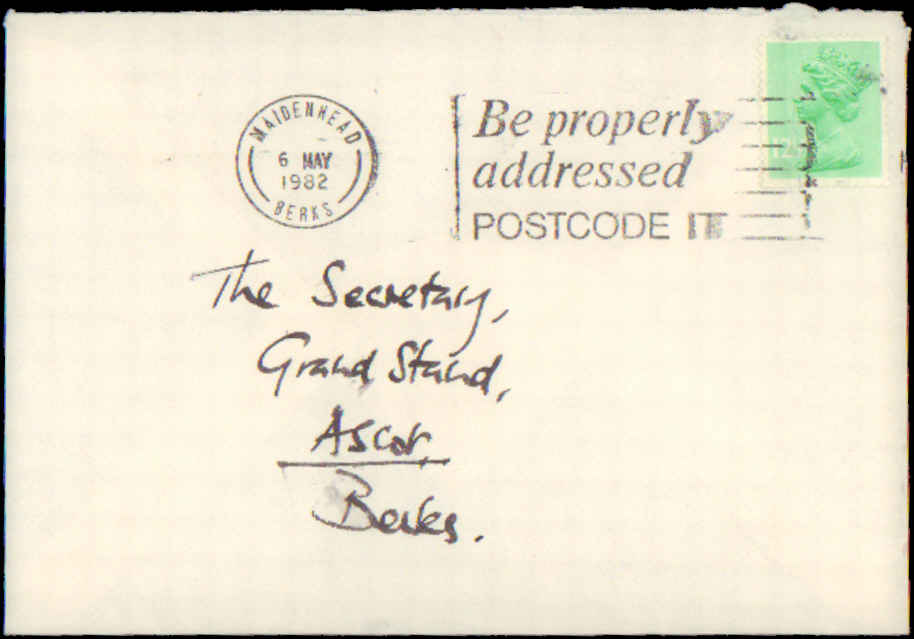 MAIDENHEAD
6 MAY
1982
BERKS
Be properly
addressed
POSTCODE IT
The Secretary,
Grand Stand,
Ascot,
Berks.